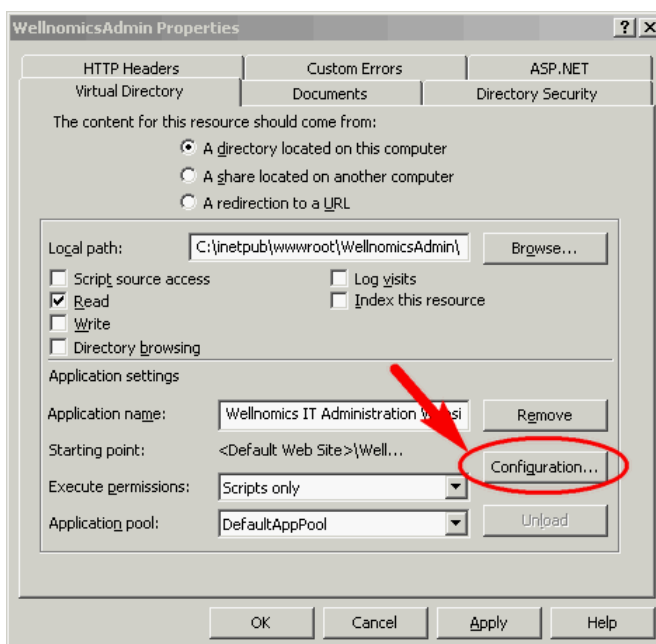 WellnomicsAdmin Properties
HTTP Headers Custom Errors ASP.NET
Virtual Directory Documents Directory Security
The content for this resource should come from:
A directory located on this computer
A share located on another computer
A redirection to a URL
Local path: C:\inetpub\wwwroot\WellnomicsAdmin\ Browse...
Script source access Log visits
Read Index this resource
Write
Directory browsing
Application settings
Application name: Wellnomics IT Administration Remove
Starting point: <Default Web Site>\Well... Configuration...
Execute permissions: Scripts only
Application pool: DefaultAppPool Unload
OK Cancel Apply Help